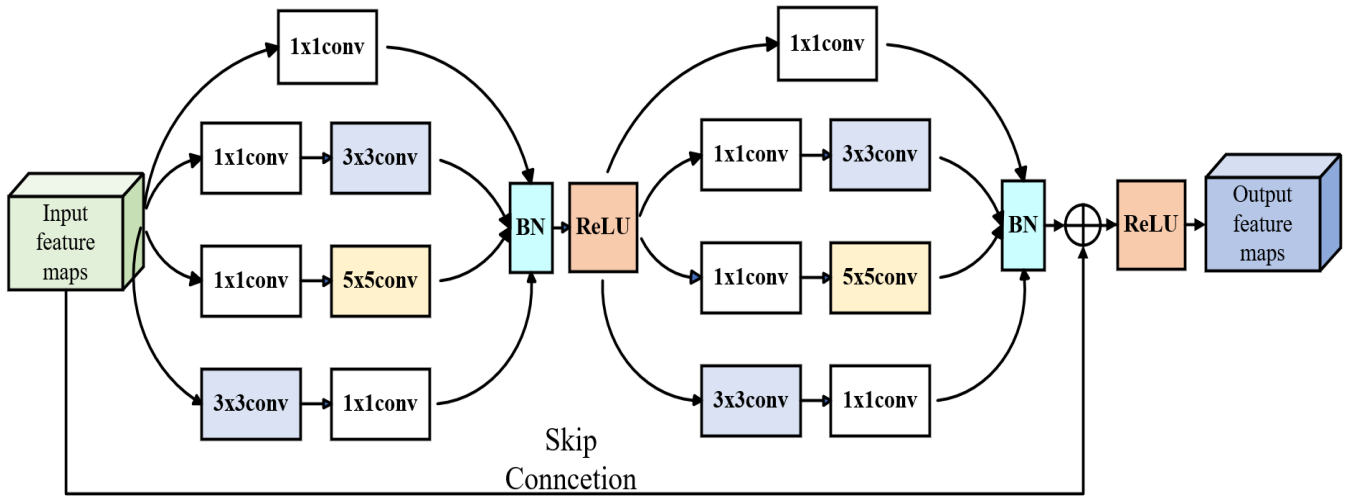 1x1conv
1x1conv
1x1conv
3x3conv
1x1conv
3x3conv
Input
feature
maps
BN
ReLU
BN
ReLU
Output
feature
maps
1x1conv
5x5conv
1x1conv
5x5conv
3x3conv
1x1conv
3x3conv
1x1conv
Skip
Conncetion